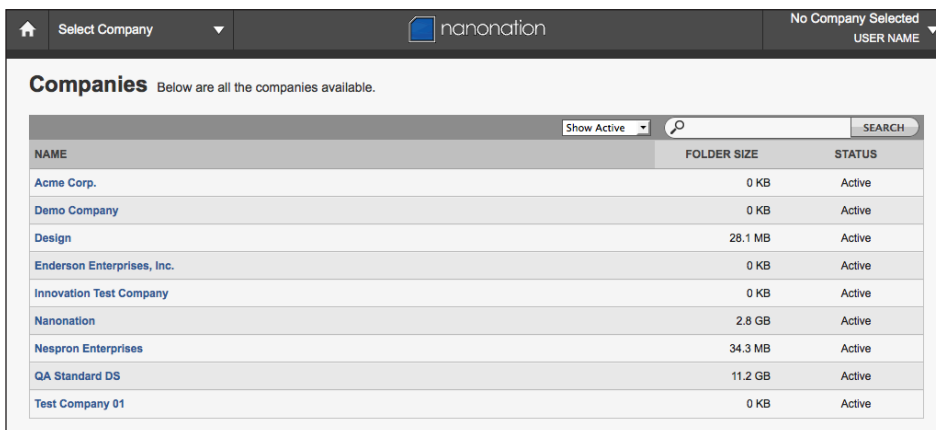 Select Company
nanonation
No Company Selected
USER NAME
Companies Below are all the companies available.
Show Active SEARCH
NAME FOLDER SIZE STATUS
Acme Corp. 0 KB Active
Demo Company 0 KB Active
Design 28.1 MB Active
Enderson Enterprises, Inc. 0 KB Active
Innovation Test Company 0 KB Active
Nanonation 2.8 GB Active
Nespron Enterprises 34.3 MB Active
QA Standard DS 11.2 GB Active
Test Company 01 0 KB Active